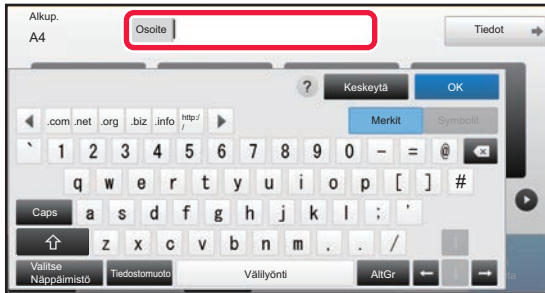 Alkup.
A4
Osoite
Tiedot
? Keskeytä OK
.com .net .org .biz .info http:/
/
Merkit Symbolit
` 1 2 3 4 5 6 7 8 9 0 - = @
q w e r t y u i o p [ ] #
Caps a s d f g h j k l ; '
z x c v b n m , . /
Valitse
Näppäimistö
Tiedostomuoto Välilyönti AltGr